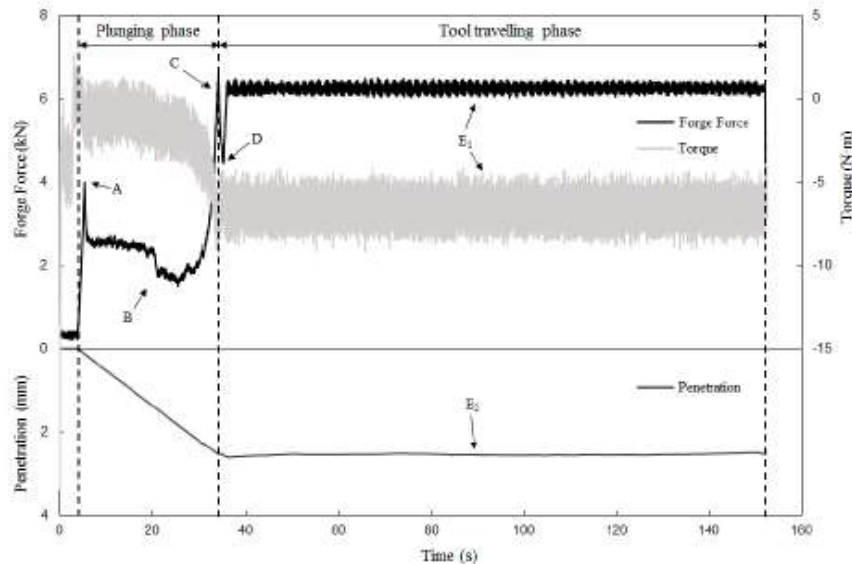 Plunging phase
Tool travelling phase
8
6
4
2
0
Forge Force (kN)
5
0
-5
-10
-15
Torque (N·m)
C
D
A
B
E1
Forge Force
Torque
2
4
Penetration (mm)
E2
Penetration
0
20
40
60
80
100
120
140
160
Time (s)